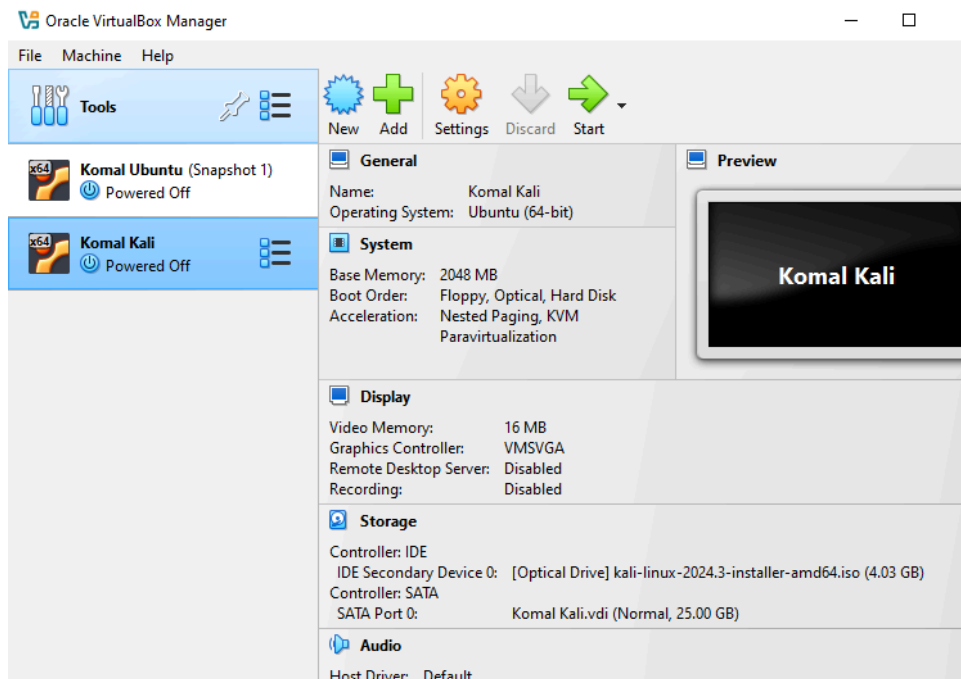 Oracle VirtualBox Manager
File Machine Help
Tools
New Add Settings Discard Start
x64
Komal Ubuntu (Snapshot 1)
Powered Off
x64
Komal Kali
Powered Off
General
Name: Komal Kali
Operating System: Ubuntu (64-bit)
System
Base Memory: 2048 MB
Boot Order: Floppy, Optical, Hard Disk
Acceleration: Nested Paging, KVM
Paravirtualization
Preview
Komal Kali
Display
Video Memory: 16 MB
Graphics Controller: VMSVGA
Remote Desktop Server: Disabled
Recording: Disabled
Storage
Controller: IDE
IDE Secondary Device 0: [Optical Drive] kali-linux-2024.3-installer-amd64.iso (4.03 GB)
Controller: SATA
SATA Port 0: Komal Kali.vdi (Normal, 25.00 GB)
Audio
Host Driver: Default